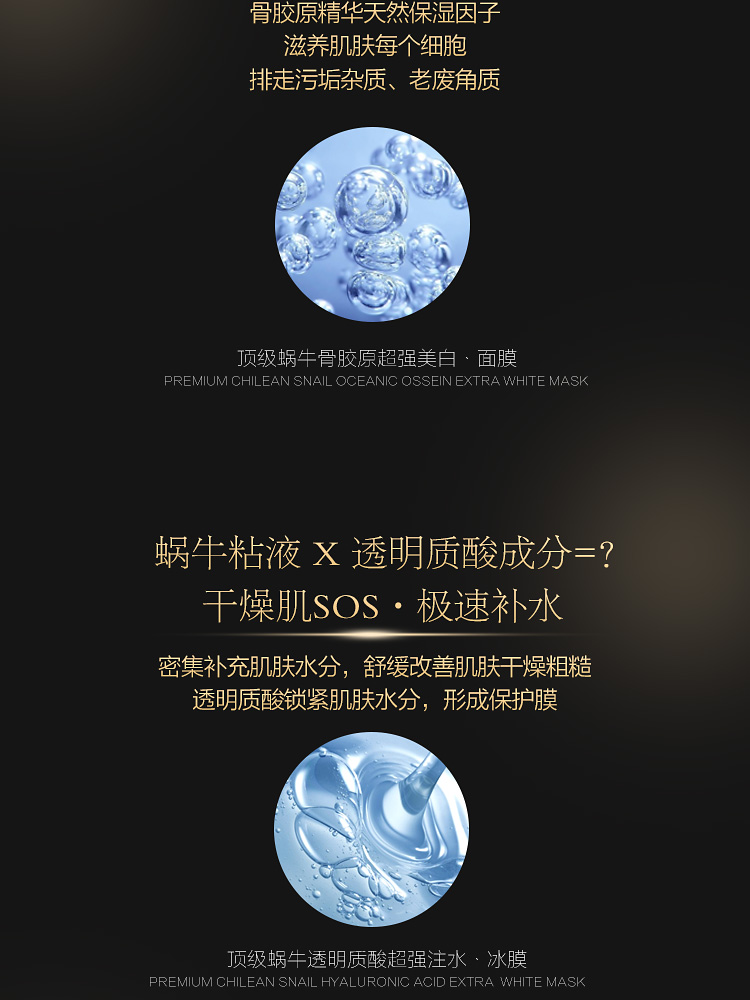 骨胶原精华天然保湿因子
滋养肌肤每个细胞
排走污垢杂质、老废角质
顶级蜗牛骨胶原超强美白·面膜
PREMIUM CHILEAN SNAIL OCEANIC OSSEIN EXTRA WHITE MASK
蜗牛粘液 X 透明质酸成分=?
干燥肌SOS·极速补水
密集补充肌肤水分，舒缓改善肌肤干燥粗糙
透明质酸锁紧肌肤水分，形成保护膜
顶级蜗牛透明质酸超强注水·冰膜
PREMIUM CHILEAN SNAIL HYALURONIC ACID EXTRA WHITE MASK